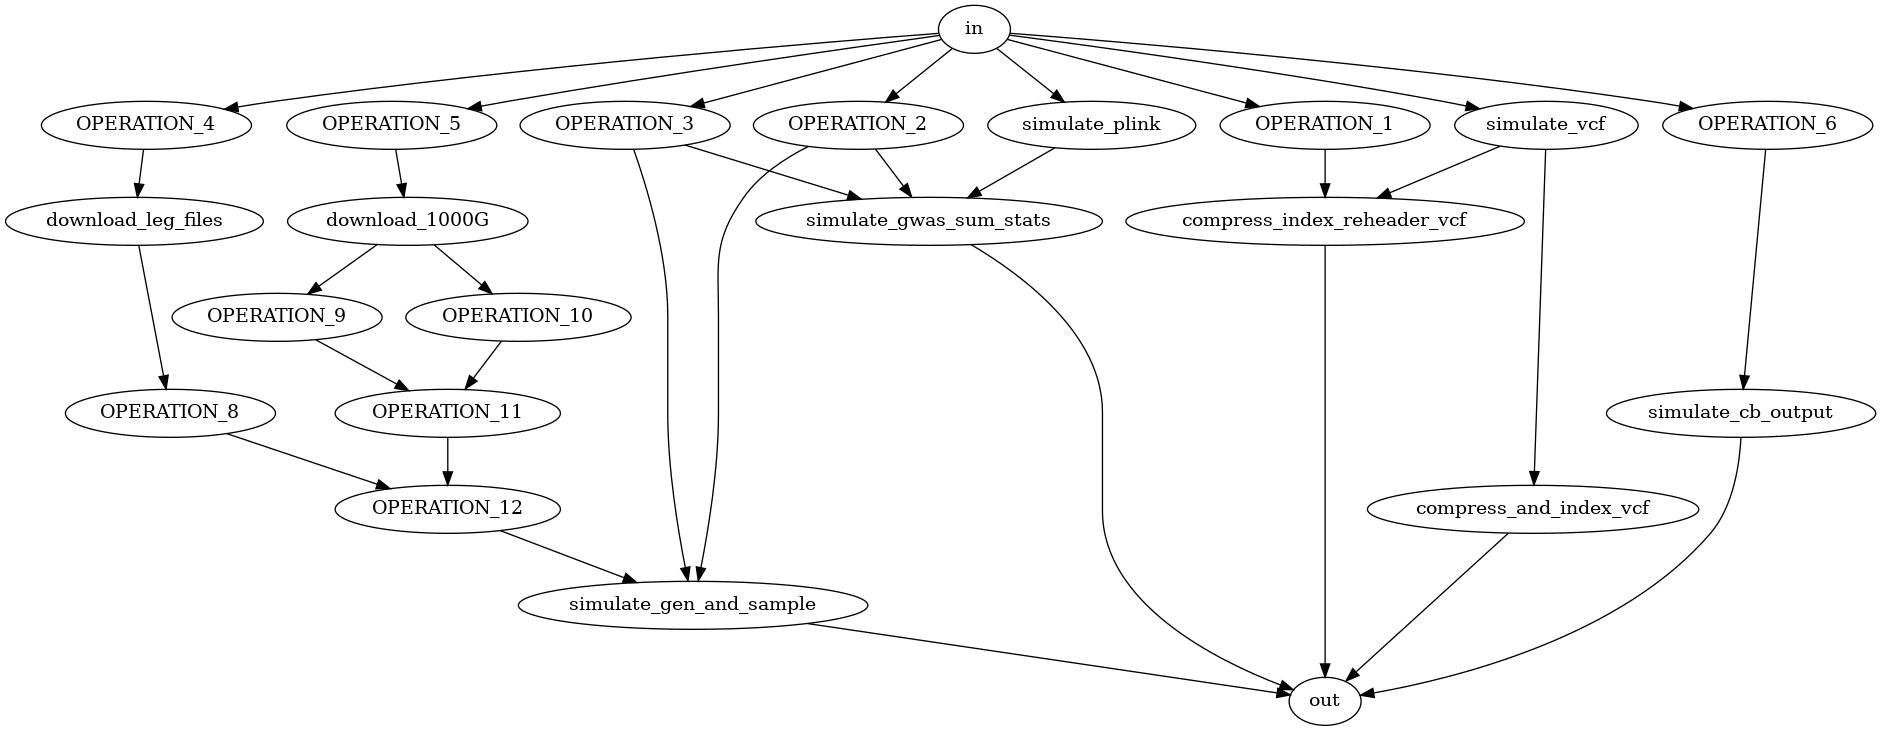 in
OPERATION_4
OPERATION_5
OPERATION_3
OPERATION_2
simulate_plink
OPERATION_1
simulate_vcf
OPERATION_6
download_leg_files
download_1000G
simulate_gwas_sum_stats
compress_index_reheader_vcf
OPERATION_9
OPERATION_10
OPERATION_8
OPERATION_11
simulate_cb_output
OPERATION_12
compress_and_index_vcf
simulate_gen_and_sample
out